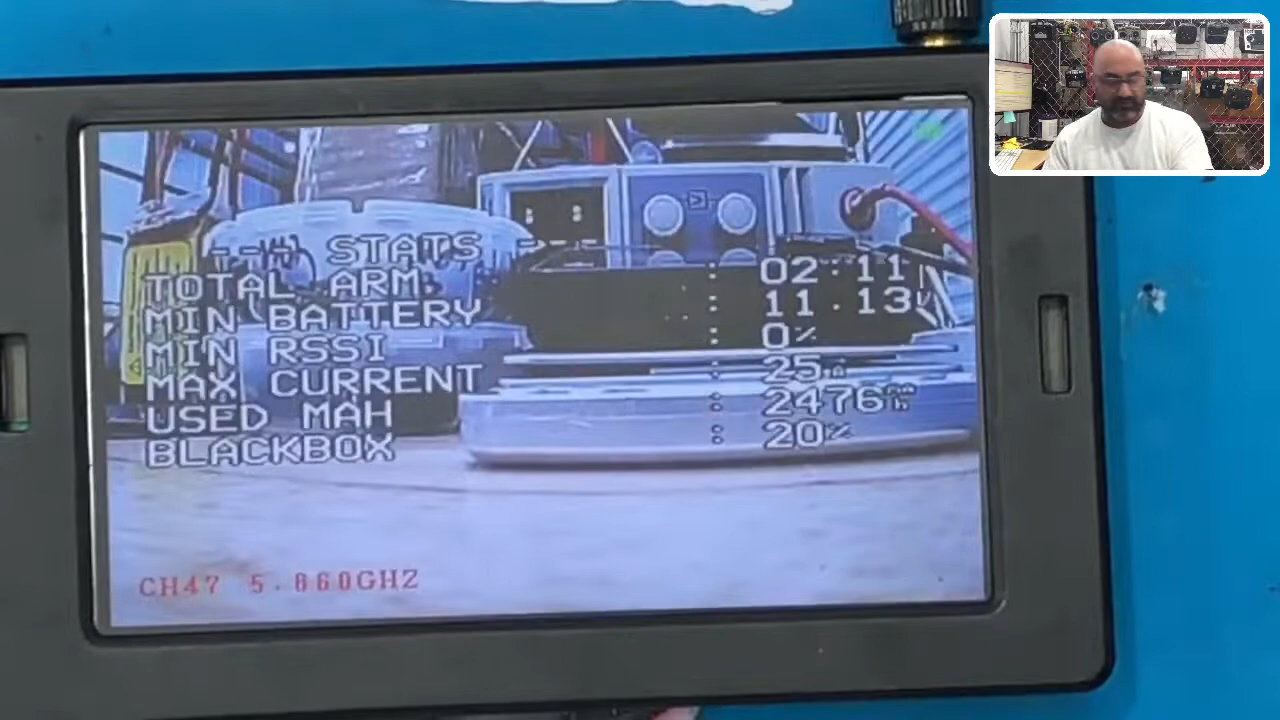 --- STATS ---
TOTAL ARM : 02:11
MIN BATTERY : 11.13V
MIN RSSI : 0%
MAX CURRENT : 25A
USED MAH : 2476
BLACKBOX : 20%
CH47 5.860GHZ